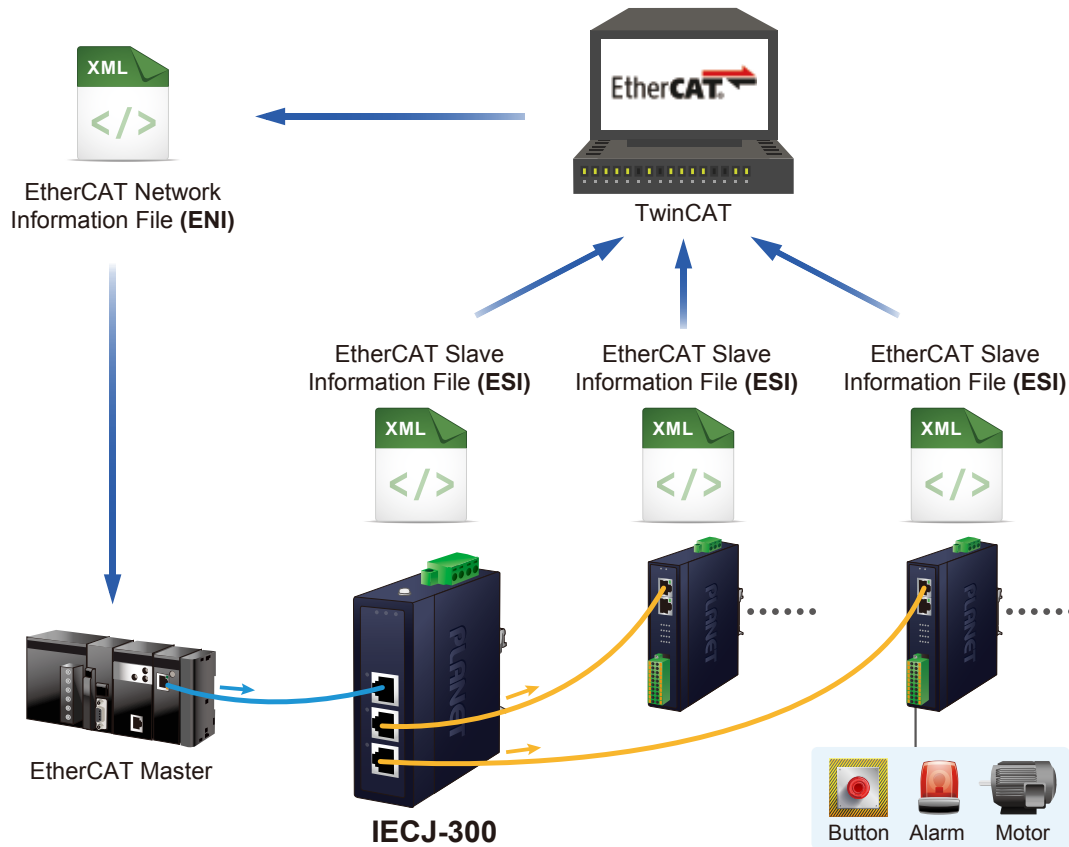 XML
</>
EtherCAT Network
Information File (ENI)
EtherCAT®
TwinCAT
EtherCAT Slave
Information File (ESI)
XML
</>
EtherCAT Slave
Information File (ESI)
XML
</>
EtherCAT Slave
Information File (ESI)
XML
</>
PLANET
PLANET
PLANET
EtherCAT Master
IECJ-300
Button
Alarm
Motor